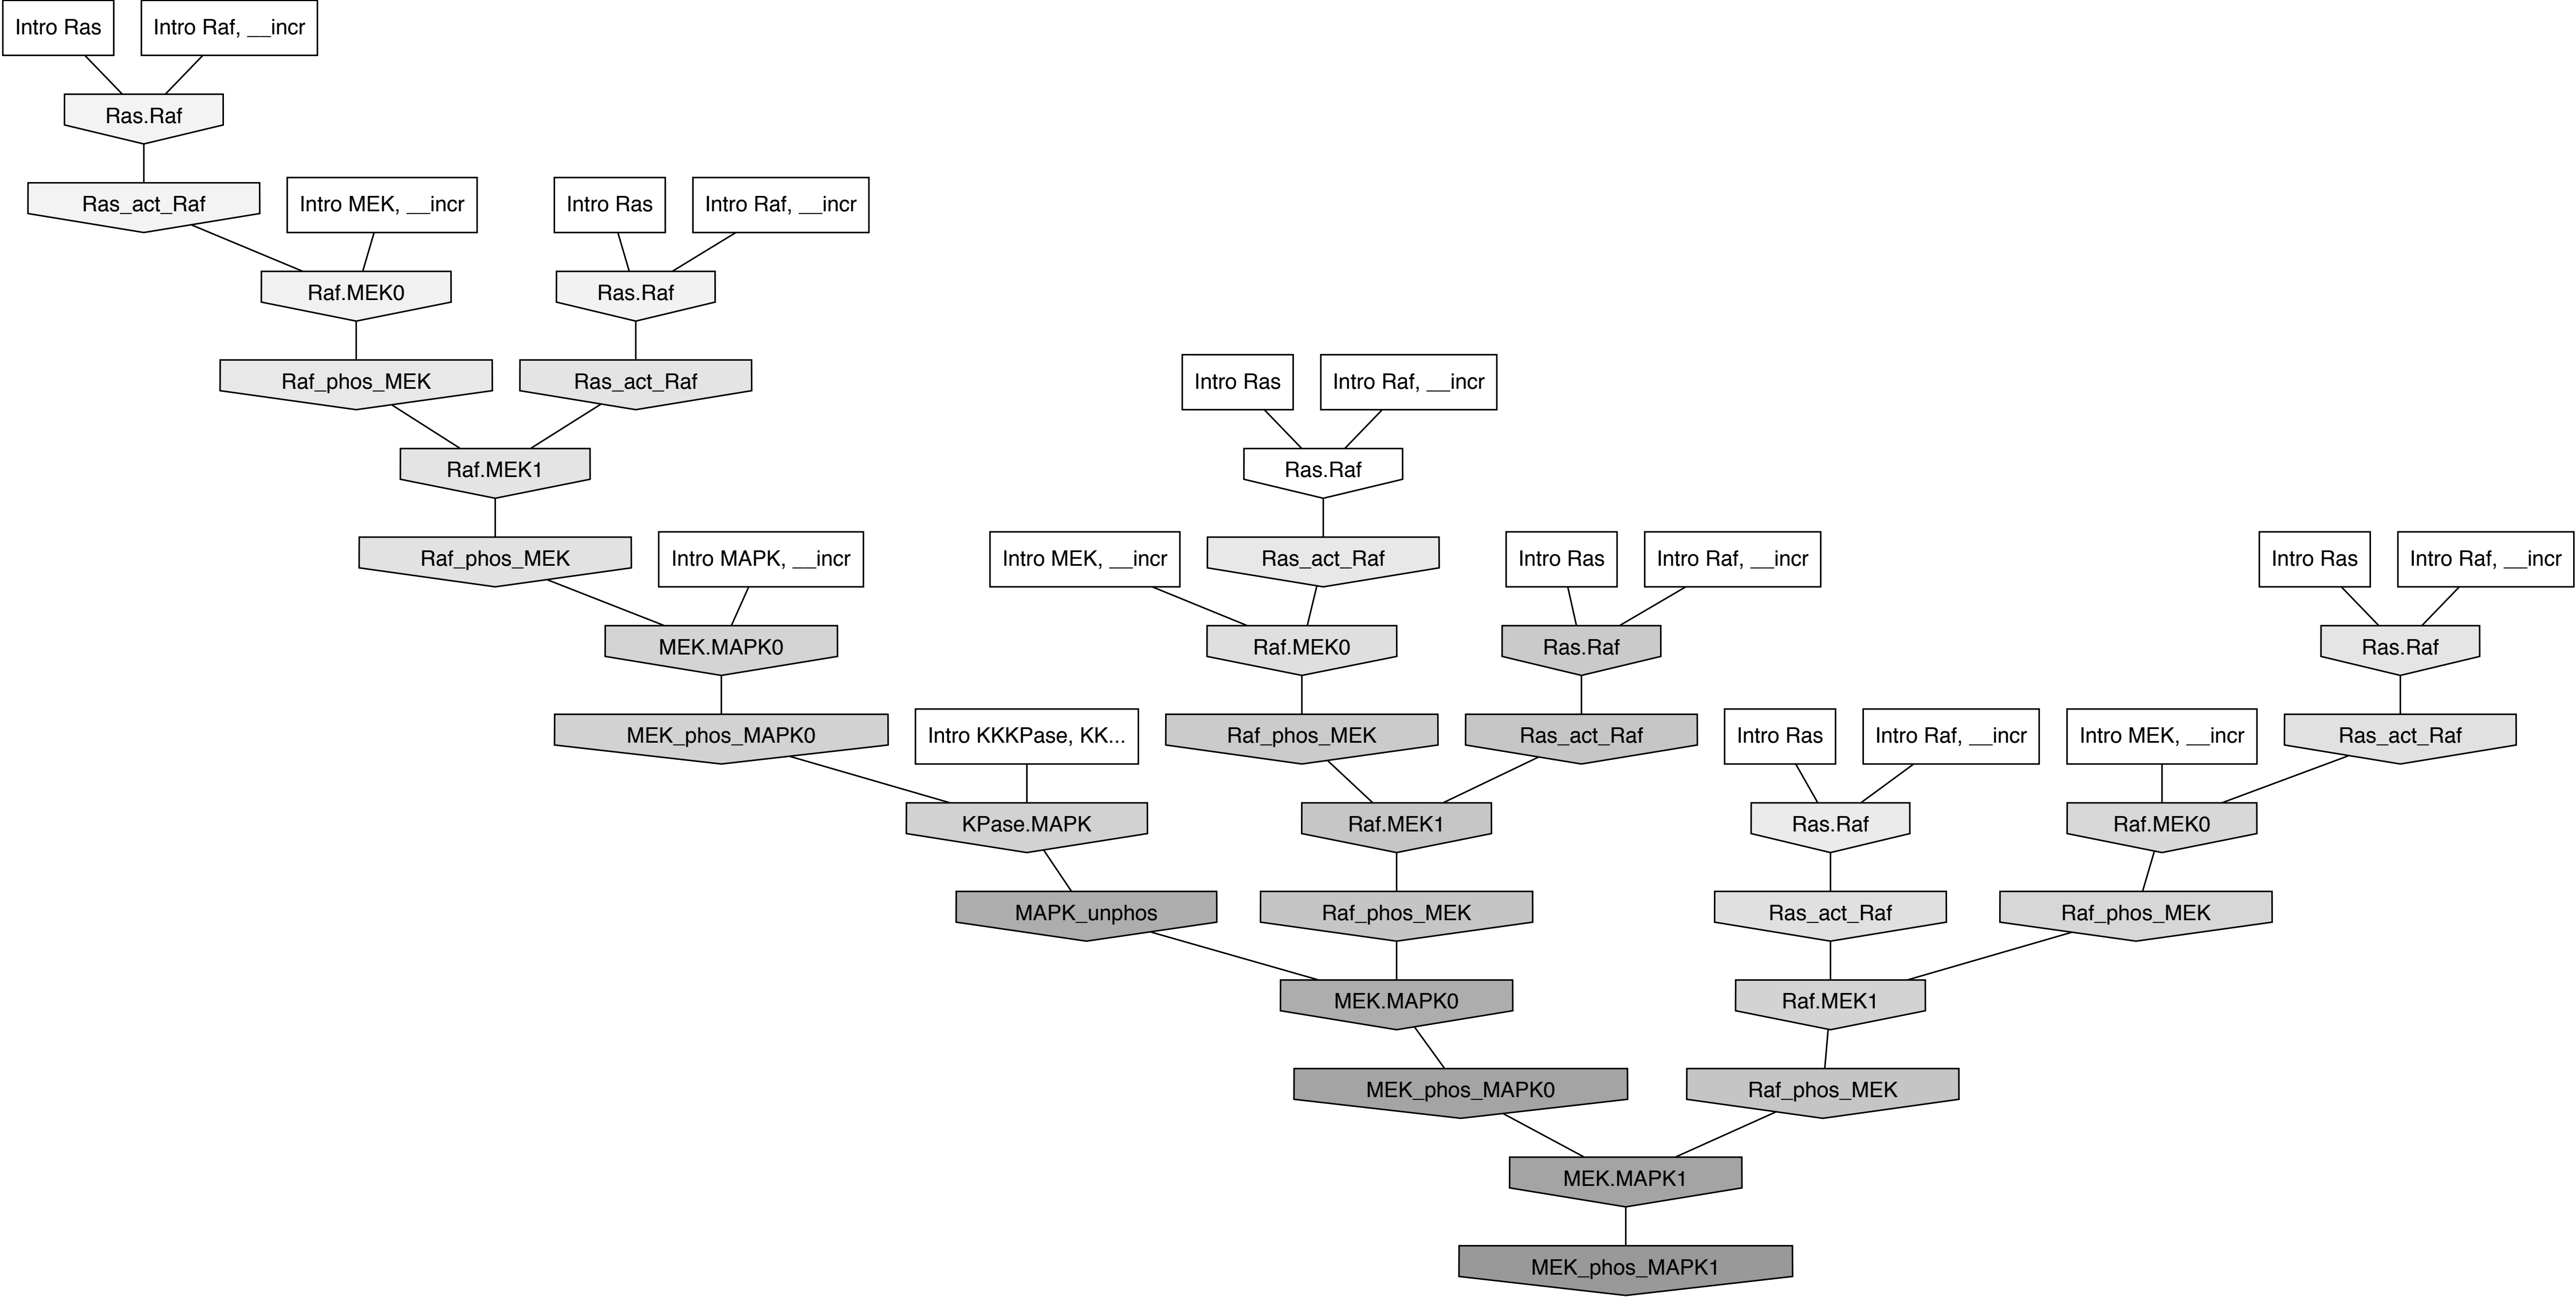 Intro Ras
Intro Raf, __incr
Ras.Raf
Ras_act_Raf
Intro MEK, __incr
Intro Ras
Intro Raf, __incr
Raf.MEK0
Ras.Raf
Raf_phos_MEK
Ras_act_Raf
Intro Ras
Intro Raf, __incr
Raf.MEK1
Ras.Raf
Raf_phos_MEK
Intro MAPK, __incr
Intro MEK, __incr
Ras_act_Raf
Intro Ras
Intro Raf, __incr
Intro Ras
Intro Raf, __incr
MEK.MAPK0
Raf.MEK0
Ras.Raf
Ras.Raf
MEK_phos_MAPK0
Intro KKKPase, KK...
Raf_phos_MEK
Ras_act_Raf
Intro Ras
Intro Raf, __incr
Intro MEK, __incr
Ras_act_Raf
KPase.MAPK
Raf.MEK1
Ras.Raf
Raf.MEK0
MAPK_unphos
Raf_phos_MEK
Ras_act_Raf
Raf_phos_MEK
MEK.MAPK0
Raf.MEK1
MEK_phos_MAPK0
Raf_phos_MEK
MEK.MAPK1
MEK_phos_MAPK1